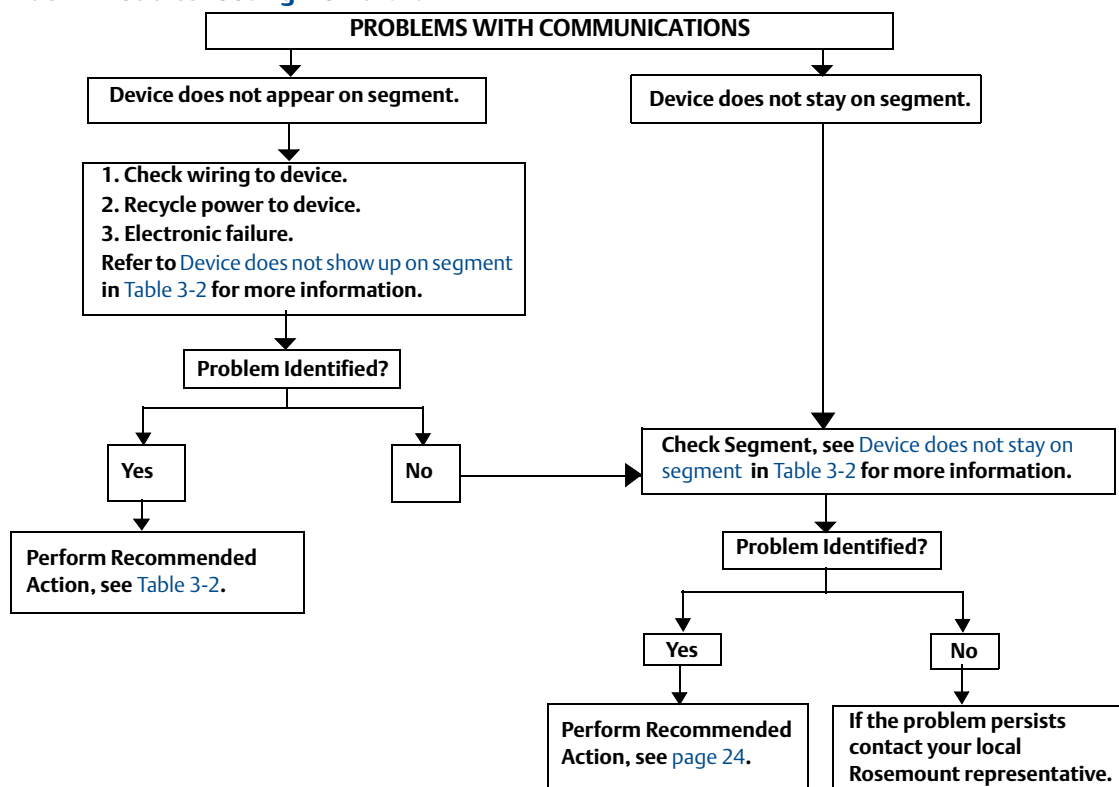 PROBLEMS WITH COMMUNICATIONS
Device does not appear on segment.
Device does not stay on segment.
1. Check wiring to device.
2. Recycle power to device.
3. Electronic failure.
Refer to Device does not show up on segment
in Table 3-2 for more information.
Problem Identified?
Yes
No
Check Segment, see Device does not stay on
segment in Table 3-2 for more information.
Perform Recommended
Action, see Table 3-2.
Problem Identified?
Yes
No
Perform Recommended
Action, see page 24.
If the problem persists
contact your local
Rosemount representative.